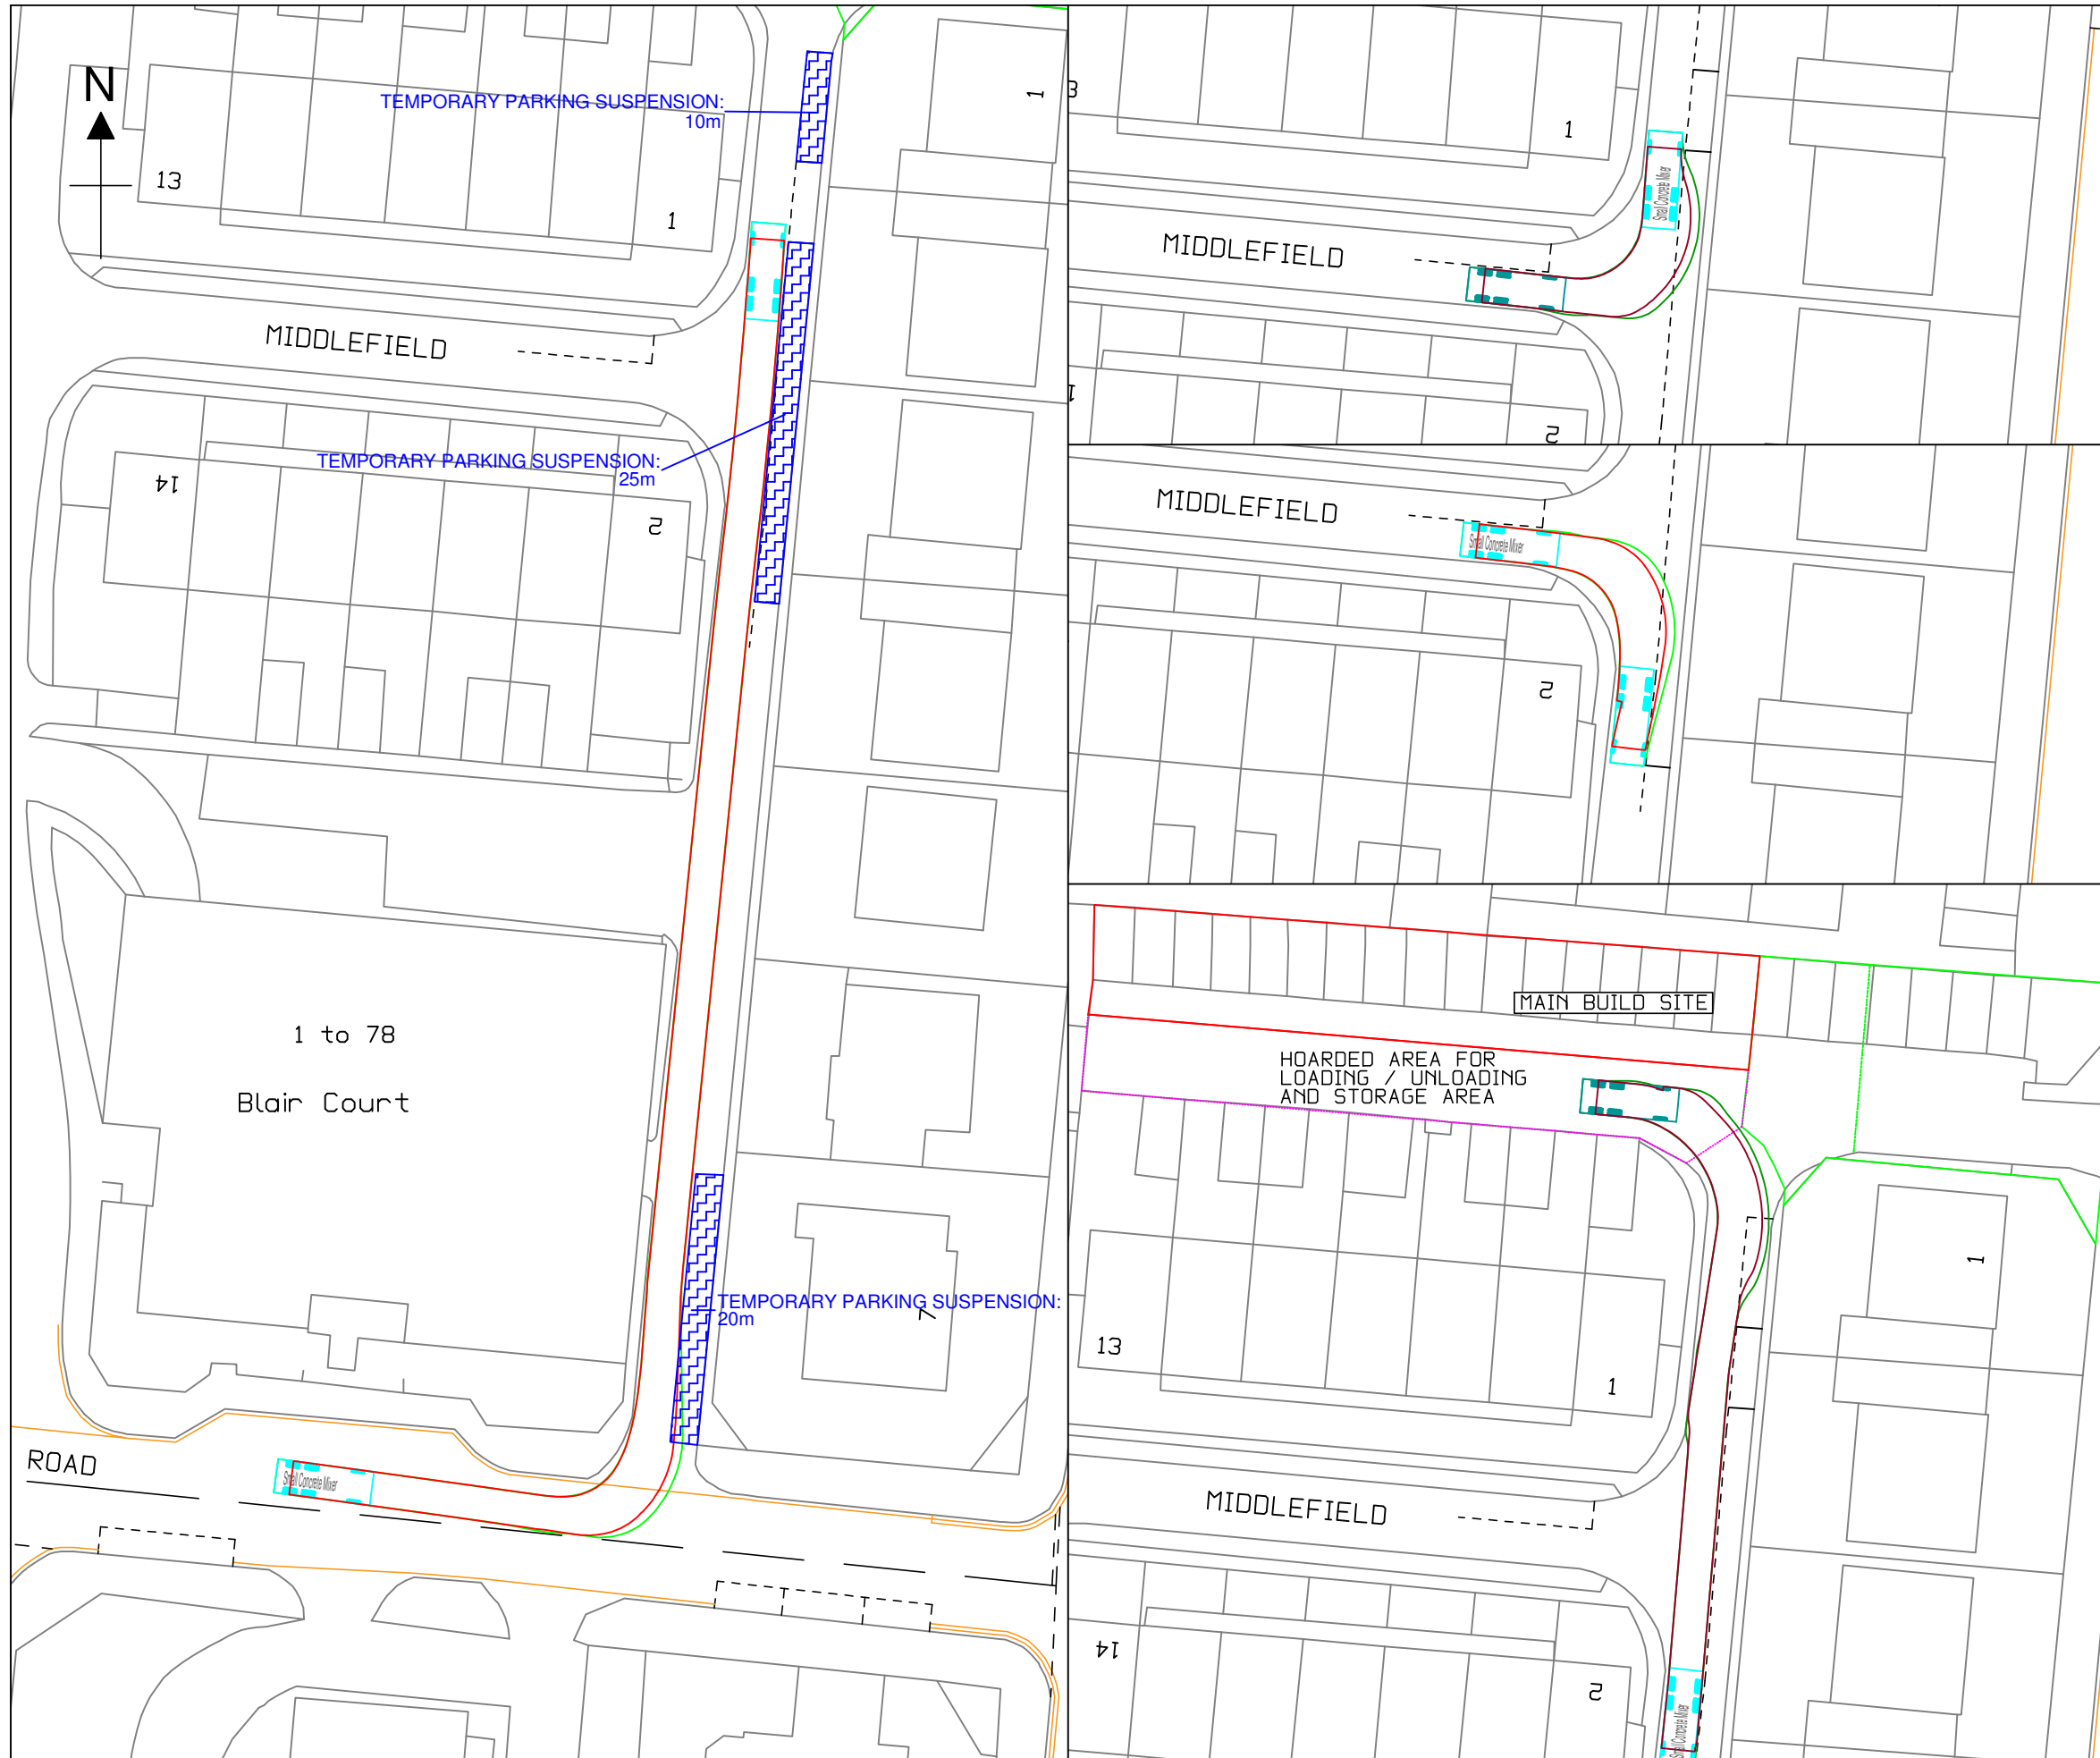 N
TEMPORARY PARKING SUSPENSION:
10m
13
1
1
MIDDLEFIELD
TEMPORARY PARKING SUSPENSION:
25m
14
2
1 to 78
Blair Court
TEMPORARY PARKING SUSPENSION:
20m
7
ROAD
Small Concrete Mixer
1
Small Concrete Mixer
MIDDLEFIELD
2
MIDDLEFIELD
Small Concrete Mixer
2
MAIN BUILD SITE
HOARDED AREA FOR
LOADING / UNLOADING
AND STORAGE AREA
1
13
1
MIDDLEFIELD
14
2
Small Concrete Mixer